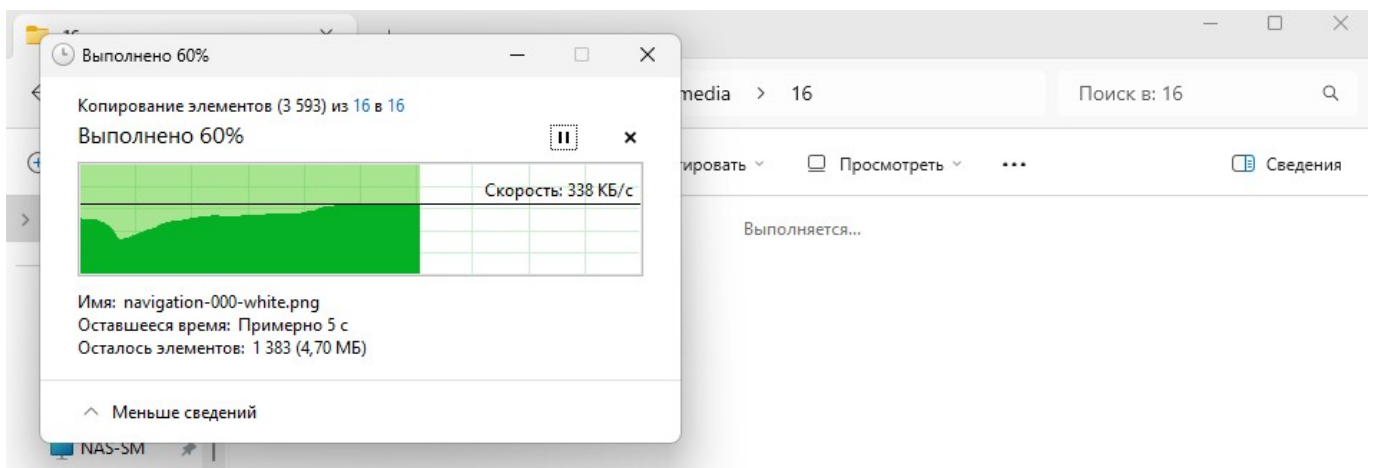 16
Выполнено 60%
Копирование элементов (3 593) из 16 в 16
Выполнено 60%
Скорость: 338 КБ/с
Имя: navigation-000-white.png
Оставшееся время: Примерно 5 с
Осталось элементов: 1 383 (4,70 МБ)
Меньше сведений
media > 16
Поиск в: 16
Просмотреть
Сведения
Выполняется...
NAS-SM